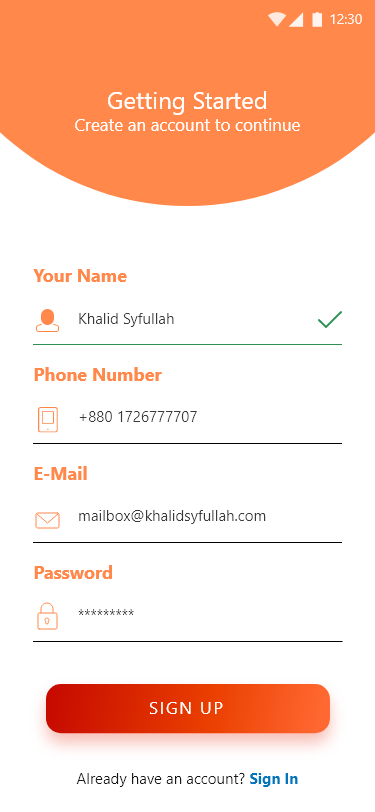 12:30
Getting Started
Create an account to continue
Your Name
Khalid Syfullah
Phone Number
+880 1726777707
E-Mail
mailbox@khalidsyfullah.com
Password
*********
SIGN UP
Already have an account? Sign In